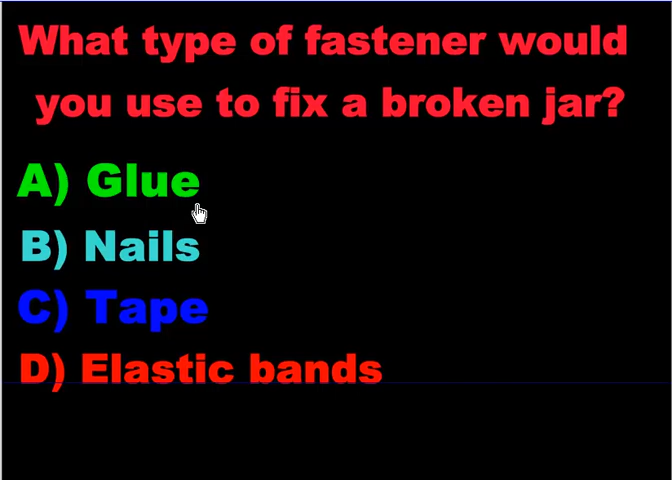 What type of fastener would
you use to fix a broken jar?
A) Glue
B) Nails
C) Tape
D) Elastic bands